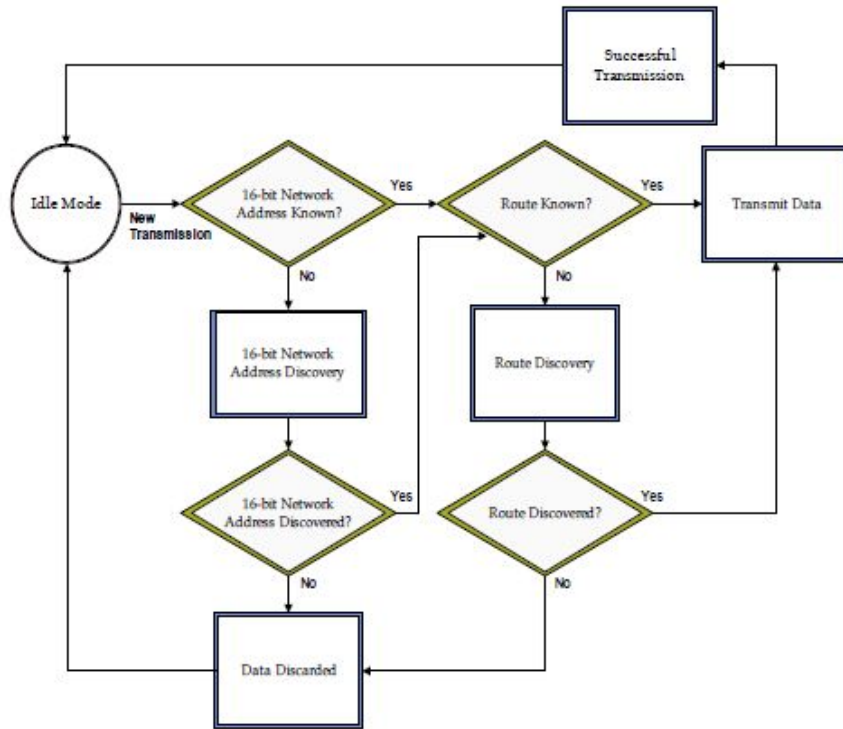 Successful
Transmission
Idle Mode
New
Transmission
16-bit Network
Address Known?
Yes
Route Known?
Yes
Transmit Data
No
No
16-bit Network
Address Discovery
Route Discovery
16-bit Network
Address Discovered?
Yes
Route Discovered?
Yes
No
No
Data Discarded